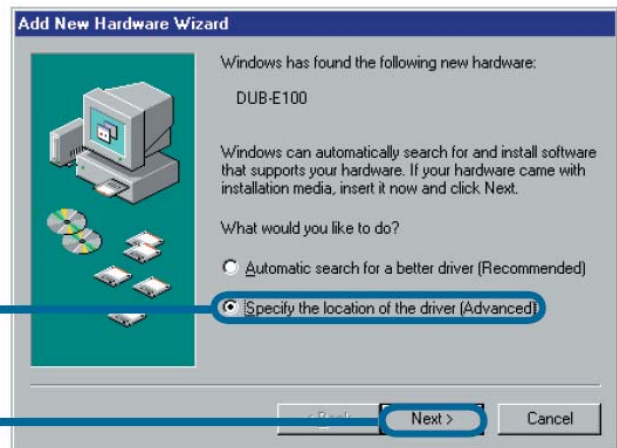 Add New Hardware Wizard
Windows has found the following new hardware:
DUB-E100
Windows can automatically search for and install software
that supports your hardware. If your hardware came with
installation media, insert it now and click Next.
What would you like to do?
Automatic search for a better driver (Recommended)
Specify the location of the driver (Advanced)
Next > Cancel